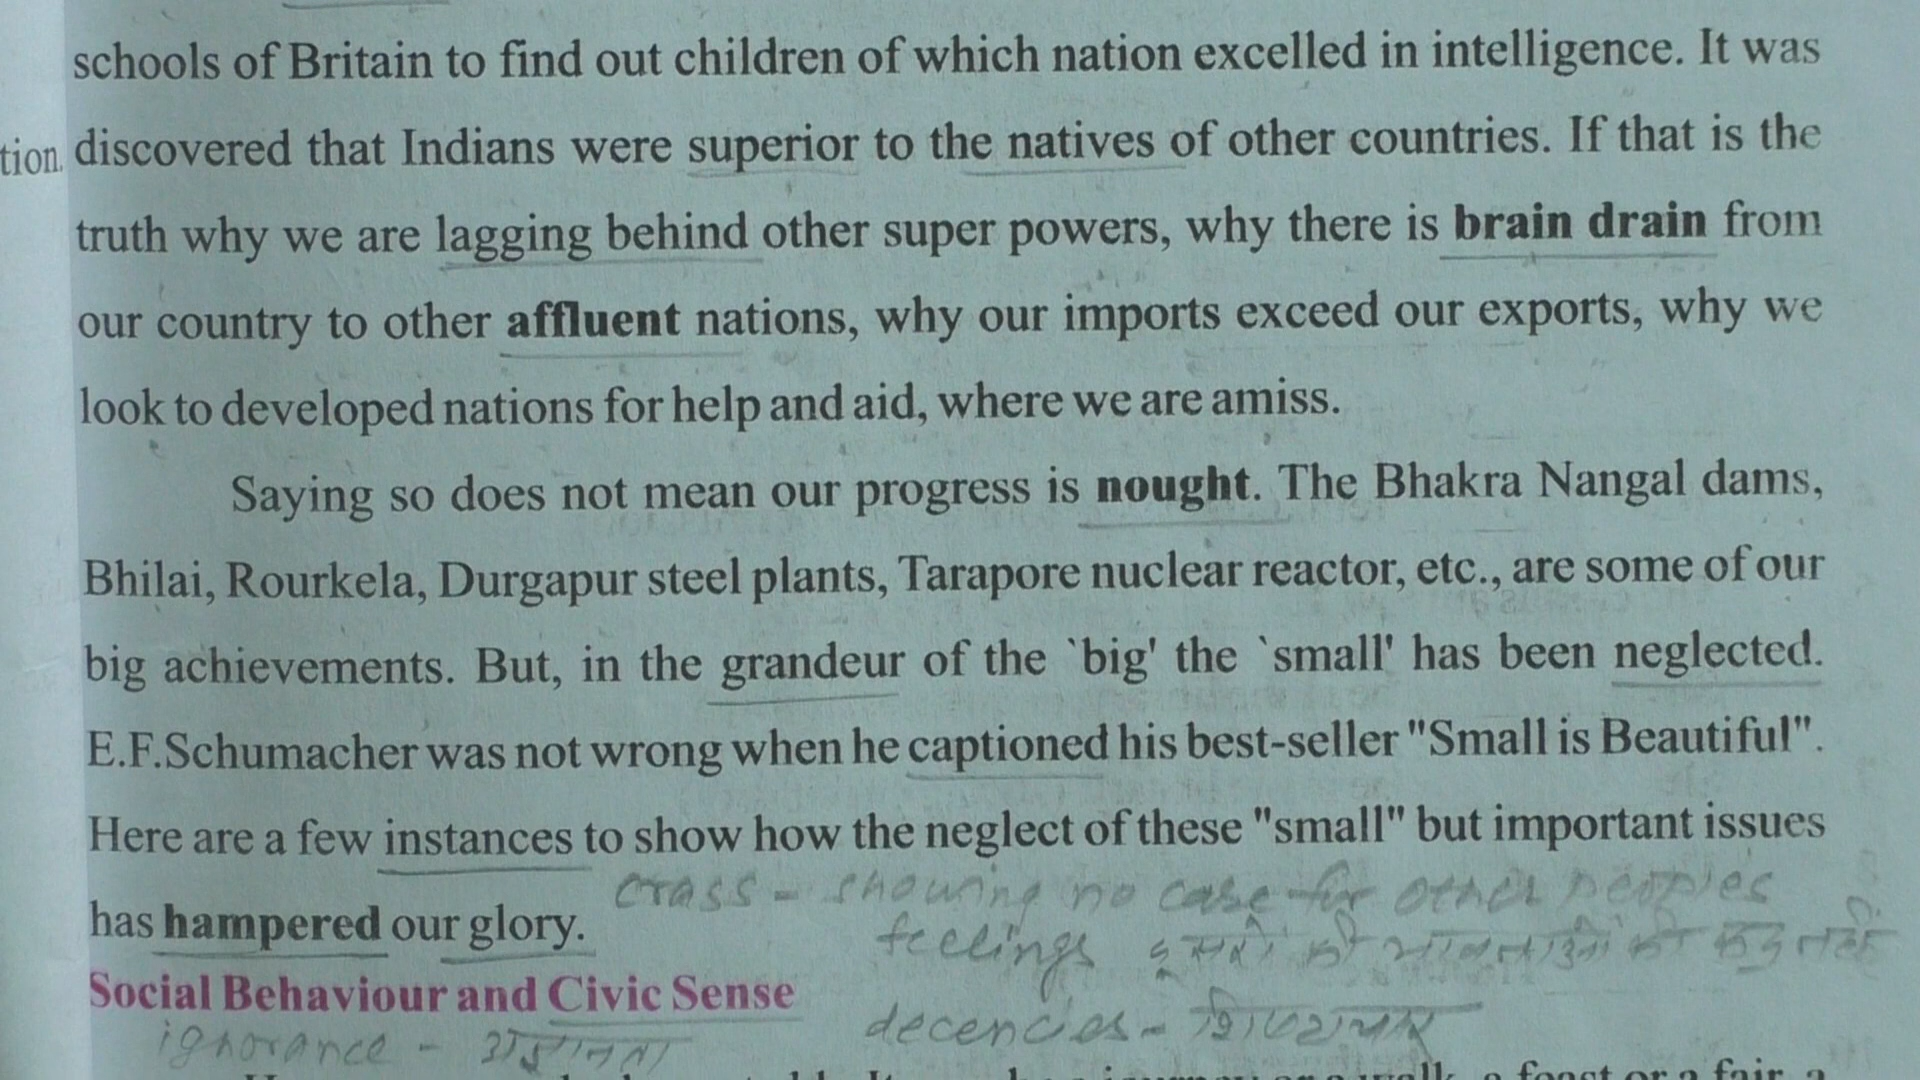 schools of Britain to find out children of which nation excelled in intelligence. It was
tion. discovered that Indians were superior to the natives of other countries. If that is the
truth why we are lagging behind other super powers, why there is brain drain from
our country to other affluent nations, why our imports exceed our exports, why we
look to developed nations for help and aid, where we are amiss.
Saying so does not mean our progress is nought. The Bhakra Nangal dams,
Bhilai, Rourkela, Durgapur steel plants, Tarapore nuclear reactor, etc., are some of our
big achievements. But, in the grandeur of the `big' the `small' has been neglected.
E.F.Schumacher was not wrong when he captioned his best-seller "Small is Beautiful".
Here are a few instances to show how the neglect of these "small" but important issues
crass - showing no care for other peoples
has hampered our glory.
feelings दूसरों की भावनाओं की
Social Behaviour and Civic Sense
decencies - शिष्टाचार
ignorance - अज्ञानता
a feast or a fair, a